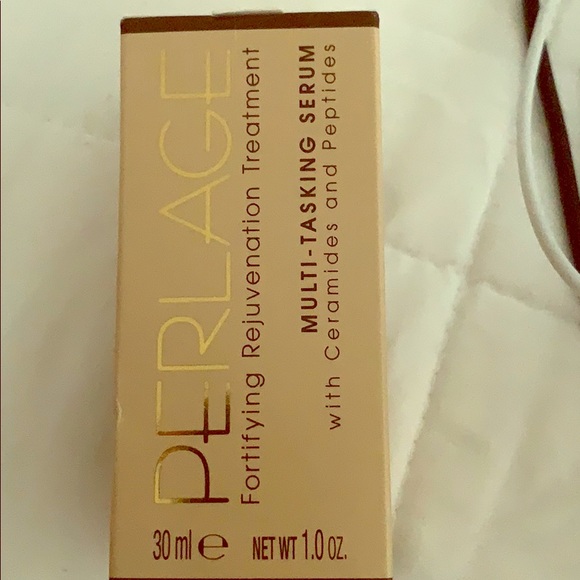 PERLAGE
Fortifying Rejuvenation Treatment
MULTI-TASKING SERUM
with Ceramides and Peptides
30 ml e NET WT 1.0 OZ.